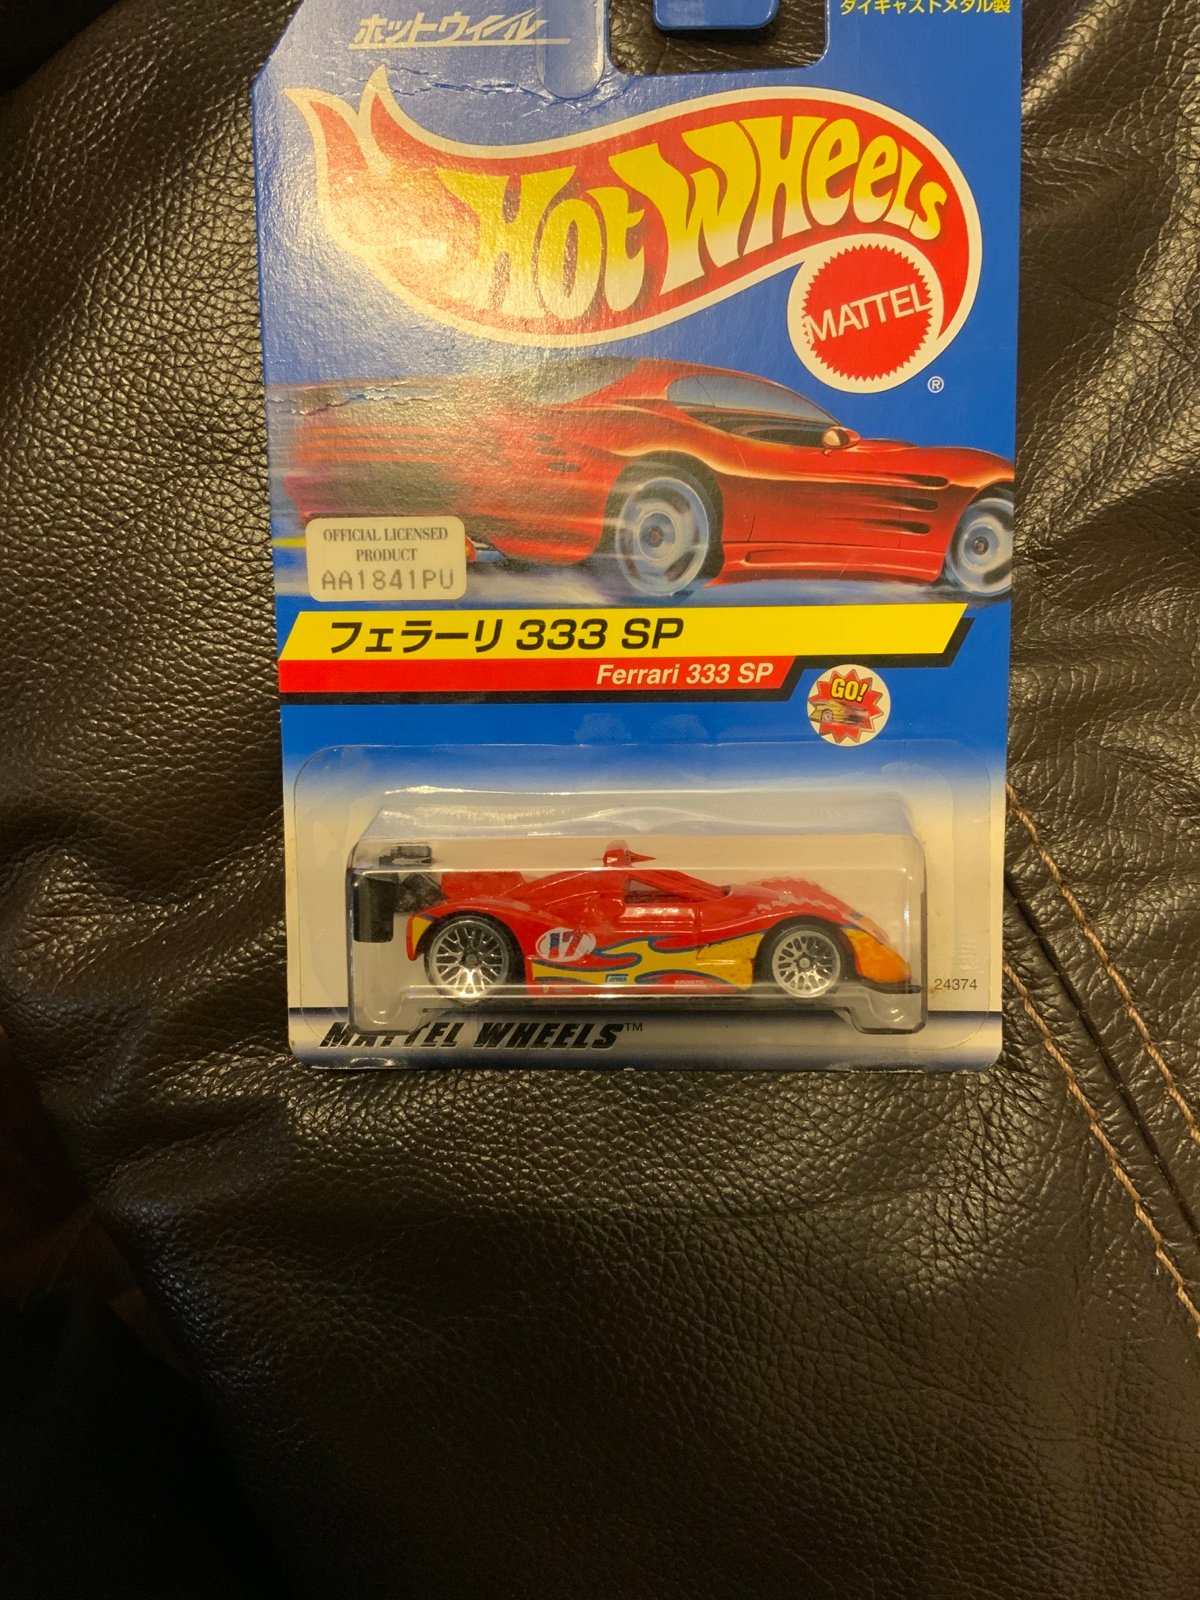 ホットウィール
ダイキャストメタル製
HOT WHEELS
MATTEL
®
OFFICIAL LICENSED
PRODUCT
AA1841PU
フェラーリ 333 SP
Ferrari 333 SP
GO!
17
24374
MATTEL WHEELS™